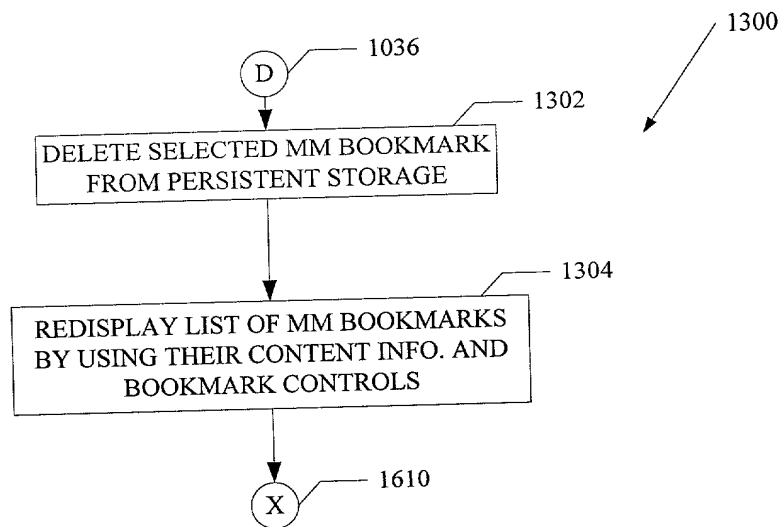 1300
D
1036
1302
DELETE SELECTED MM BOOKMARK
FROM PERSISTENT STORAGE
1304
REDISPLAY LIST OF MM BOOKMARKS
BY USING THEIR CONTENT INFO. AND
BOOKMARK CONTROLS
X
1610